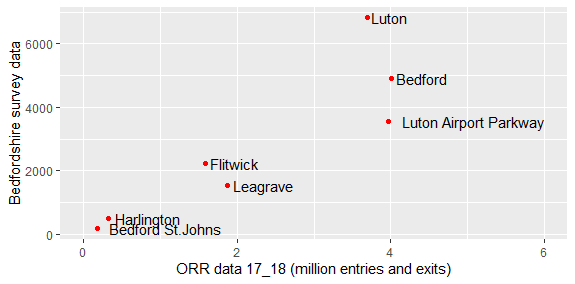 Luton
6000
Bedford
4000
Luton Airport Parkway
Flitwick
2000
Leagrave
Harlington
Bedford St.Johns
0
0
2
4
6
Bedfordshire survey data
ORR data 17_18 (million entries and exits)